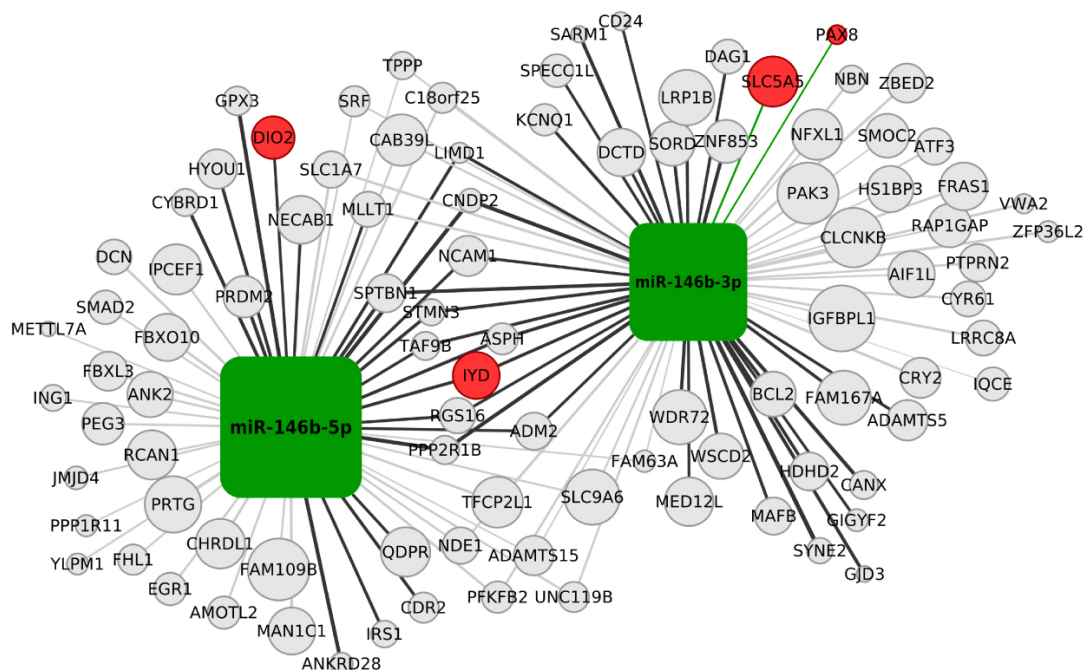 CD24
SARM1
PAX8
DAG1
TPPP
SPECC1L
SLC5A5
NBN
ZBED2
GPX3
SRF
C18orf25
LRP1B
KCNQ1
DIO2
CAB39L
DCTD
SORD
ZNF853
NFXL1
SMOC2
ATF3
HYOU1
SLC1A7
LIMD1
CYBRD1
NECAB1
MLLT1
CNDP2
PAK3
HS1BP3
FRAS1
VWA2
CLCNKB
RAP1GAP
ZFP36L2
DCN
IPCEF1
NCAM1
miR-146b-3p
AIF1L
PTPRN2
SMAD2
PRDM2
SPTBN1
STMN3
CYR61
METTL7A
FBXO10
TAF9B
ASPH
IGFBPL1
LRRC8A
FBXL3
ANK2
IYD
CRY2
IQCE
ING1
PEG3
miR-146b-5p
RGS16
ADM2
WDR72
BCL2
FAM167A
ADAMTS5
RCAN1
PPP2R1B
FAM63A
WSCD2
HDHD2
CANX
JMJD4
PRTG
TFCP2L1
SLC9A6
MED12L
MAFB
GIGYF2
PPP1R11
CHRDL1
QDPR
NDE1
ADAMTS15
SYNE2
YLPM1
FHL1
FAM109B
GJD3
EGR1
AMOTL2
CDR2
PFKFB2
UNC119B
MAN1C1
IRS1
ANKRD28